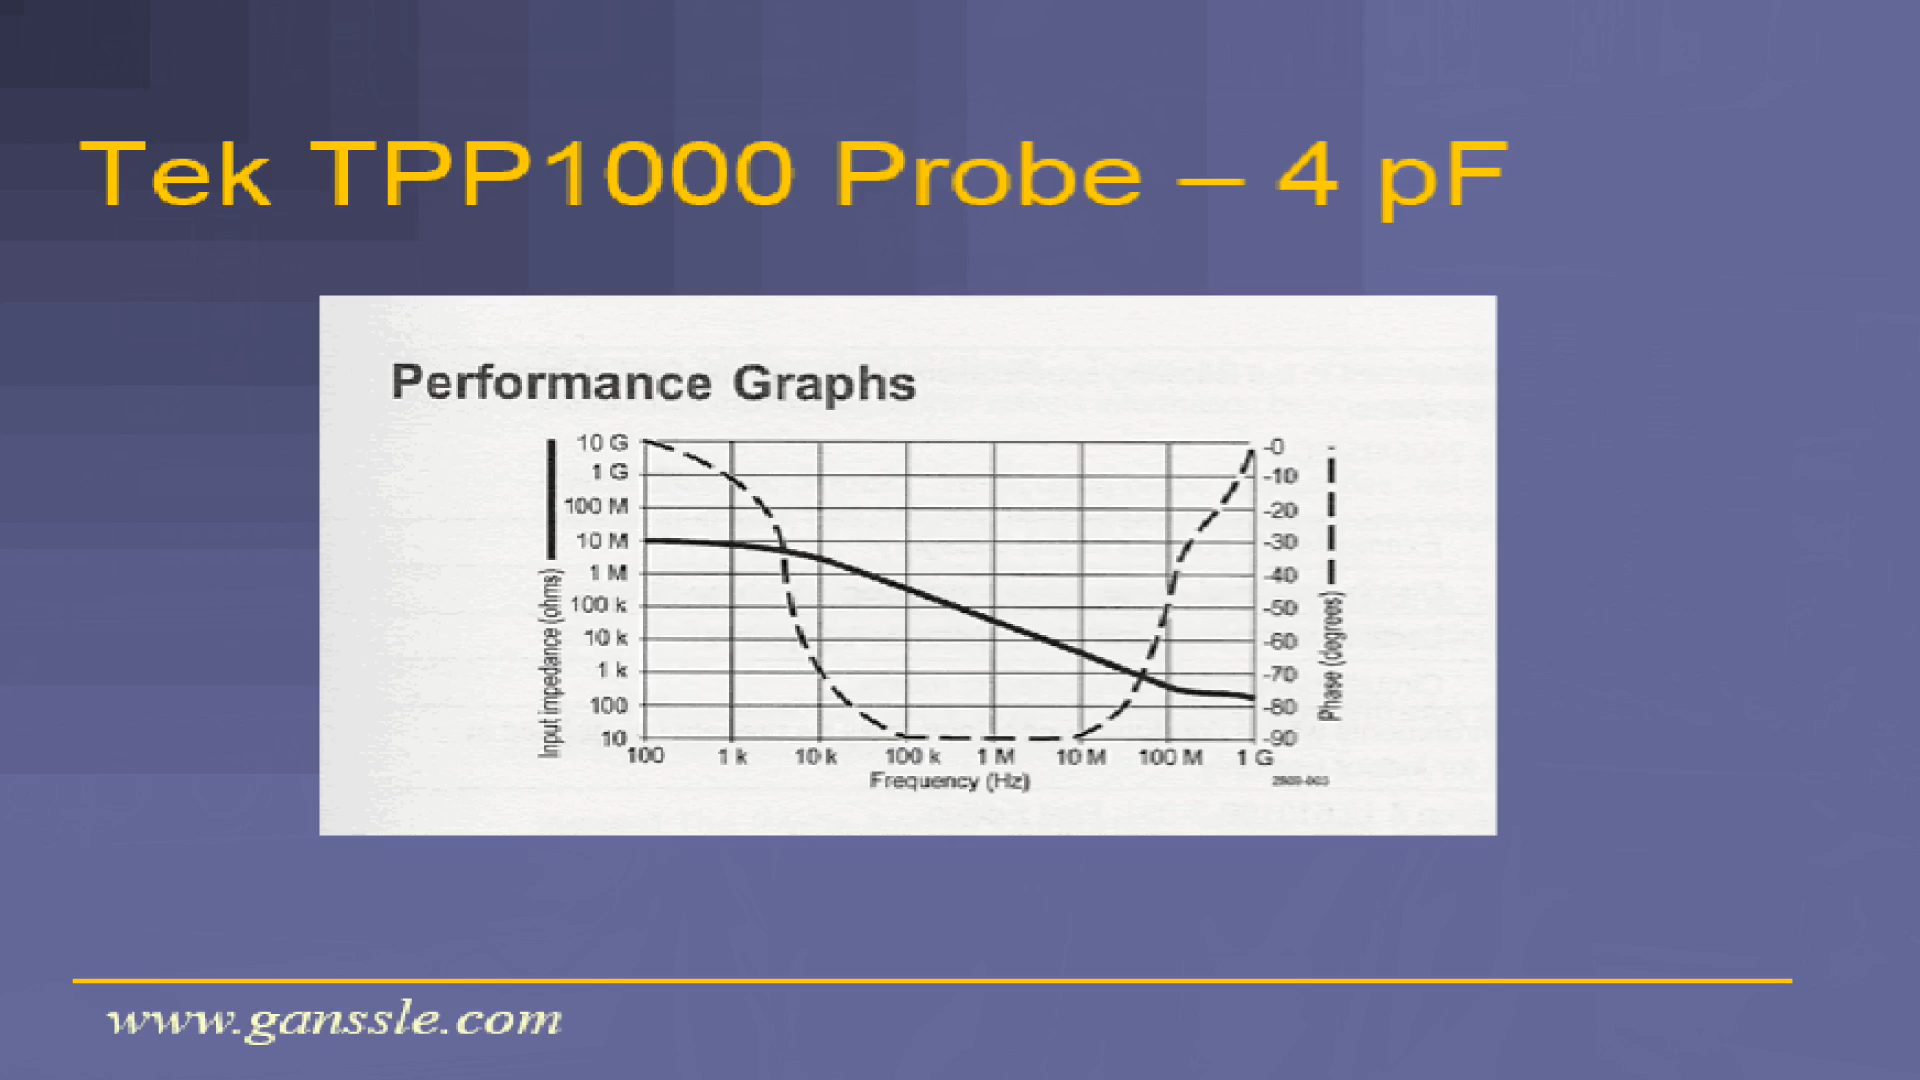 Tek TPP1000 Probe – 4 pF
Performance Graphs
Input impedance (ohms)
10 G
1 G
100 M
10 M
1 M
100 k
10 k
1 k
100
10
100 1 k 10 k 100 k 1 M 10 M 100 M 1 G
Frequency (Hz)
-0
-10
-20
-30
-40
-50
-60
-70
-80
-90
Phase (degrees)
www.ganssle.com